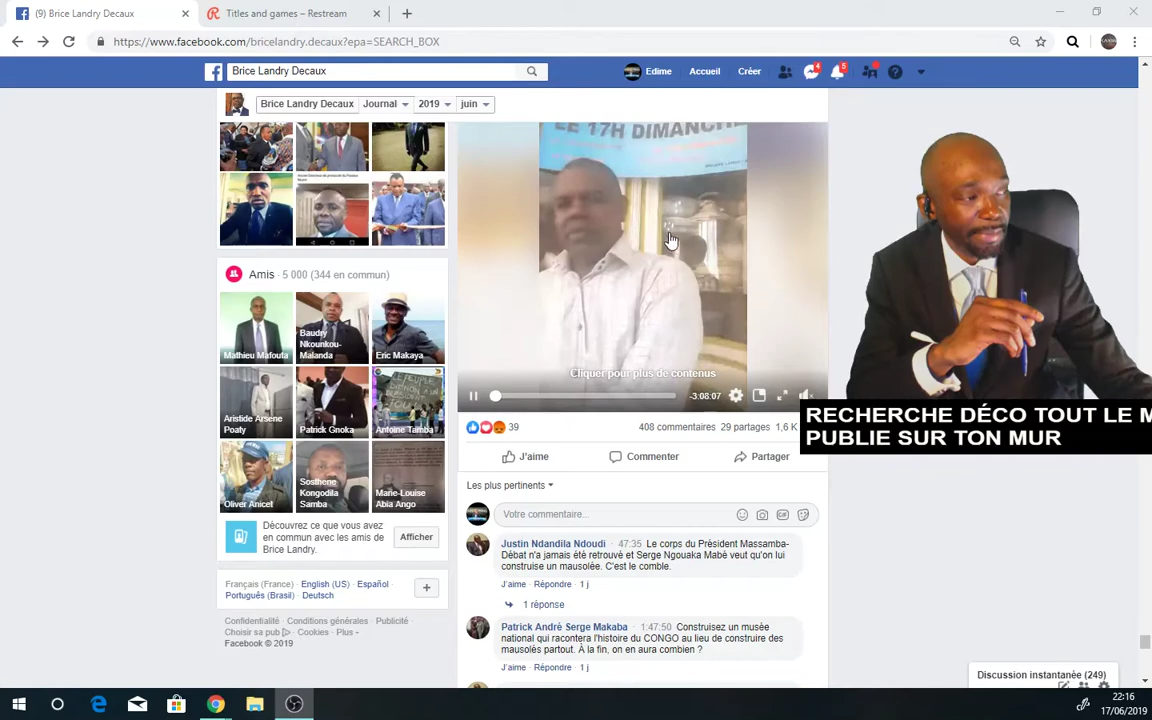 (9) Brice Landry Decaux
Titles and games – Restream
https://www.facebook.com/bricelandry.decaux?epa=SEARCH_BOX
Brice Landry Decaux
Edime
Accueil
Créer
4
5
Brice Landry Decaux
Journal
2019
juin
LE 17H DIMANCHE
Amis · 5 000 (344 en commun)
Mathieu Mafouta
Baudry Nkounkou-Malanda
Eric Makaya
Aristide Arsene Poaty
Patrick Gnoka
Antoine Tamba
Oliver Anicet
Sosthene Kongodila Samba
Marie-Louise Abia Ango
Découvrez ce que vous avez
en commun avec les amis de
Brice Landry.
Afficher
Français (France) · English (US) · Español ·
Português (Brasil) · Deutsch
Confidentialité · Conditions générales · Publicité ·
Choisir sa pub · Cookies · Plus
Facebook © 2019
Cliquer pour plus de contenus
-3:08:07
39
408 commentaires 29 partages 1,6 K
J'aime
Commenter
Partager
Les plus pertinents
Votre commentaire...
GIF
Justin Ndandila Ndoudi · 47:35 Le corps du Président Massamba-
Débat n'a jamais été retrouvé et Serge Ngouaka Mabé veut qu'on lui
construise un mausolée. C'est le comble.
J'aime · Répondre · 1 j
1 réponse
Patrick André Serge Makaba · 1:47:50 Construisez un musée
national qui racontera l'histoire du CONGO au lieu de construire des
mausolées partout. À la fin, on en aura combien ?
J'aime · Répondre · 1 j
RECHERCHE DÉCO TOUT LE M
PUBLIE SUR TON MUR
Discussion instantanée (249)
22:16
17/06/2019